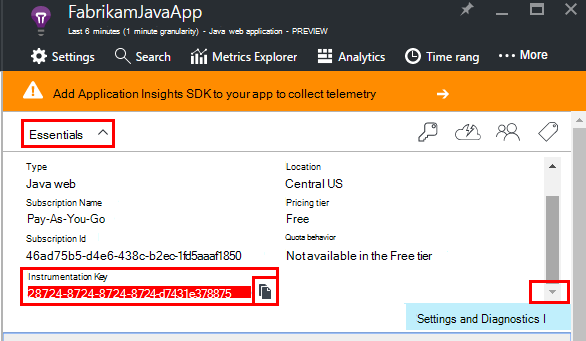 FabrikamJavaApp
Last 6 minutes (1 minute granularity) - Java web application - PREVIEW
Settings Search Metrics Explorer Analytics Time rang ... More
Add Application Insights SDK to your app to collect telemetry
Essentials
Type Location
Java web Central US
Subscription Name Pricing tier
Pay-As-You-Go Free
Subscription Id Quota behavior
46ad75b5-d4e6-438c-b2ec-1fd5aaaf1850 Not available in the Free tier
Instrumentation Key
28724-8724-8724-8724-d7431e378875
Settings and Diagnostics I